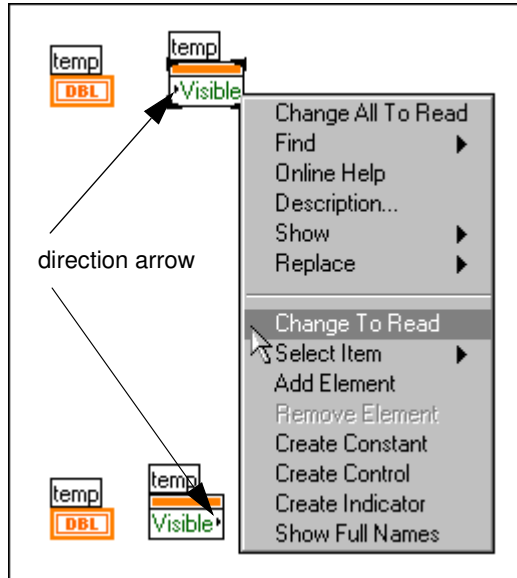 temp
DBL
temp
Visible
Change All To Read
Find
Online Help
Description...
Show
Replace
direction arrow
Change To Read
Select Item
Add Element
Remove Element
Create Constant
Create Control
Create Indicator
Show Full Names
temp
DBL
temp
Visible